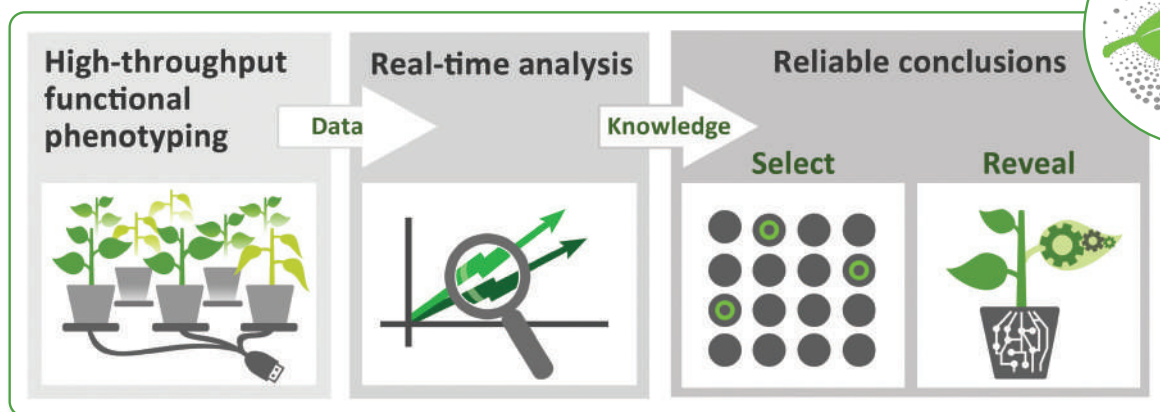 High-throughput
functional
phenotyping
Data
Real-time analysis
Knowledge
Reliable conclusions
Select
Reveal